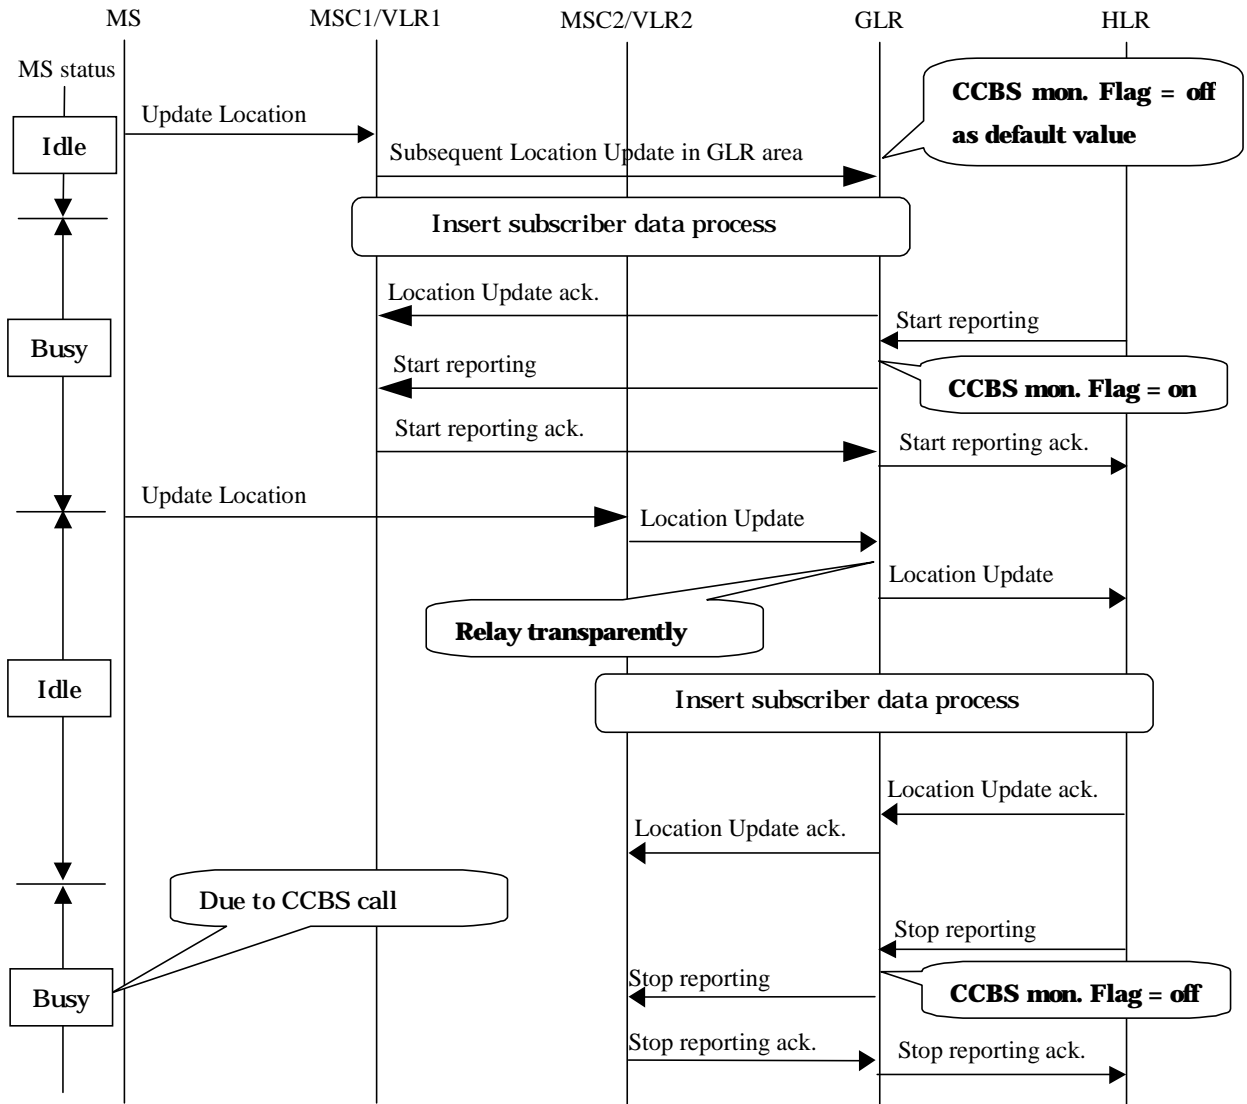 MS MSC1/VLR1 MSC2/VLR2 GLR HLR
MS status
CCBS mon. Flag = off
as default value
Update Location
Idle
Subsequent Location Update in GLR area
Insert subscriber data process
Location Update ack.
Start reporting
Busy
Start reporting
CCBS mon. Flag = on
Start reporting ack.
Start reporting ack.
Update Location
Location Update
Location Update
Relay transparently
Idle
Insert subscriber data process
Location Update ack.
Location Update ack.
Due to CCBS call
Stop reporting
Stop reporting
Busy
CCBS mon. Flag = off
Stop reporting ack.
Stop reporting ack.